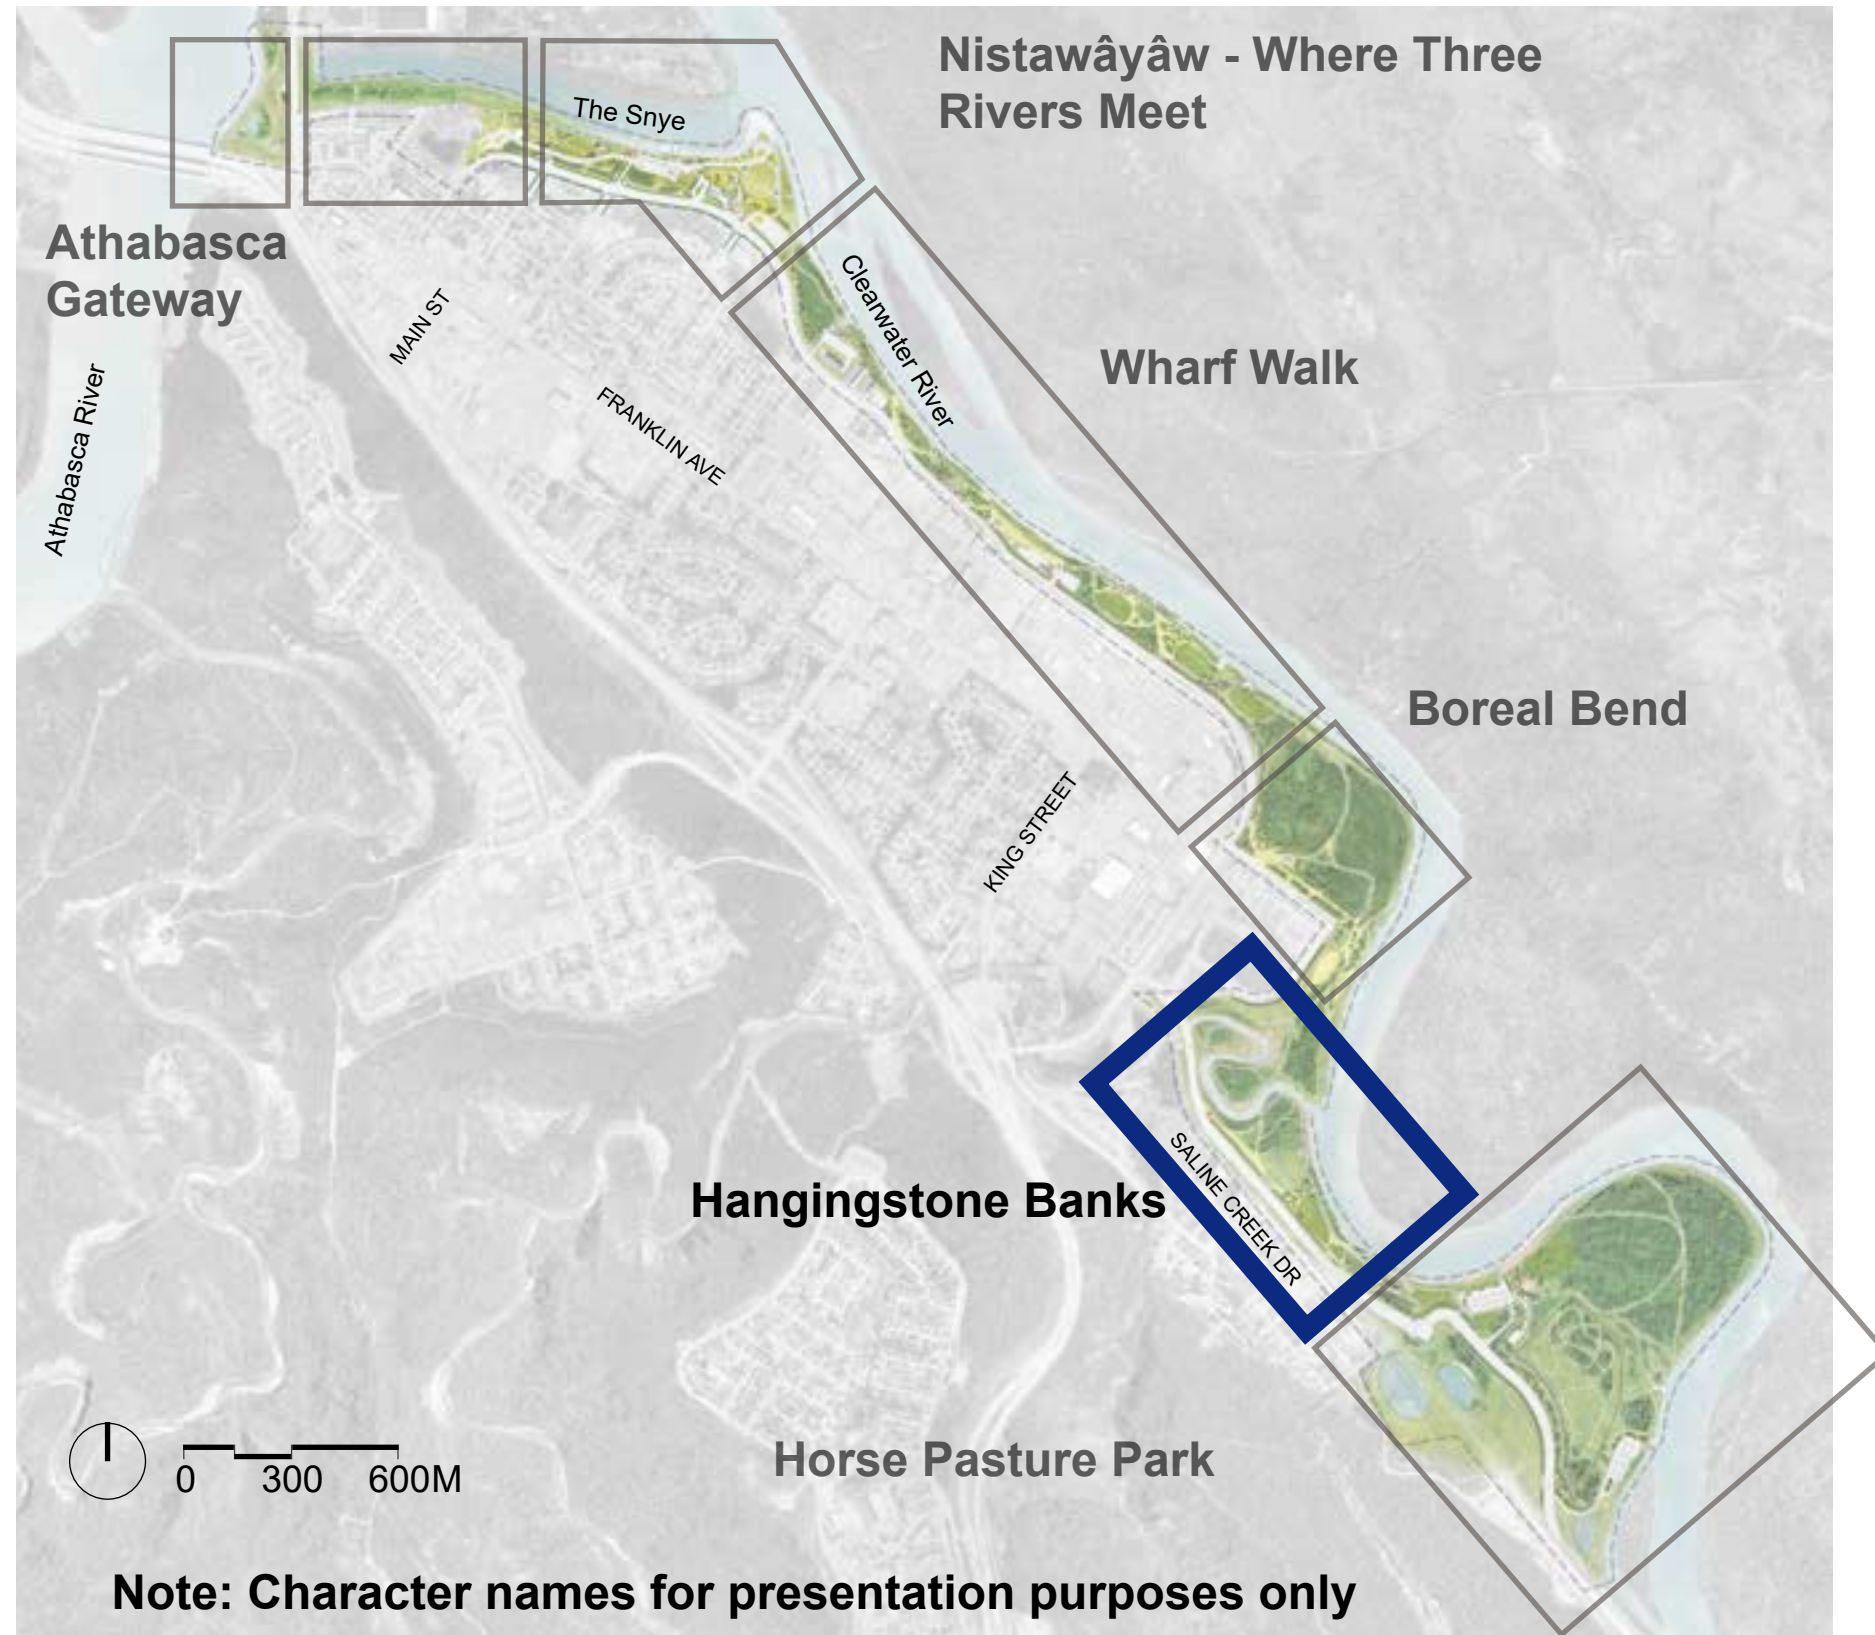 Nistawâyâw - Where Three
Rivers Meet
The Snye
Athabasca
Gateway
MAIN ST
Clearwater River
Wharf Walk
FRANKLIN AVE
Athabasca River
Boreal Bend
KING STREET
Hangingstone Banks
SALINE CREEK DR
Horse Pasture Park
0 300 600M
Note: Character names for presentation purposes only